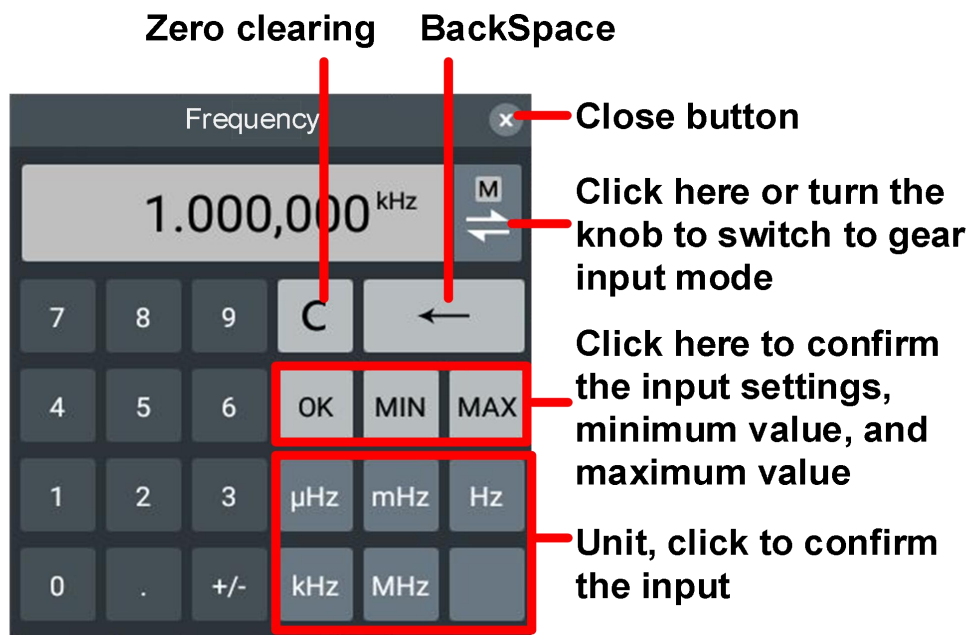 Zero clearing BackSpace
Frequency x
Close button
1.000,000 kHz M
Click here or turn the
knob to switch to gear
input mode
7 8 9 C ←
Click here to confirm
the input settings,
minimum value, and
maximum value
4 5 6 OK MIN MAX
1 2 3 µHz mHz Hz
Unit, click to confirm
the input
0 . +/- kHz MHz